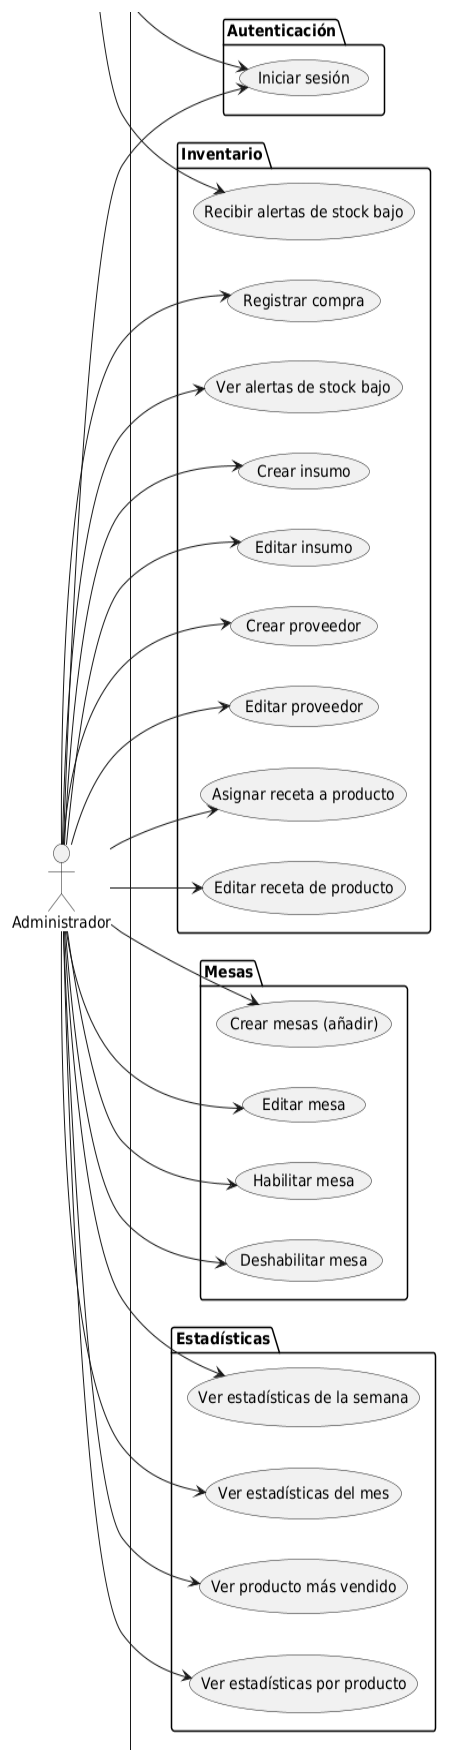 Autenticación
Iniciar sesión
Inventario
Recibir alertas de stock bajo
Registrar compra
Ver alertas de stock bajo
Crear insumo
Editar insumo
Crear proveedor
Editar proveedor
Asignar receta a producto
Editar receta de producto
Administrador
Mesas
Crear mesas (añadir)
Editar mesa
Habilitar mesa
Deshabilitar mesa
Estadísticas
Ver estadísticas de la semana
Ver estadísticas del mes
Ver producto más vendido
Ver estadísticas por producto